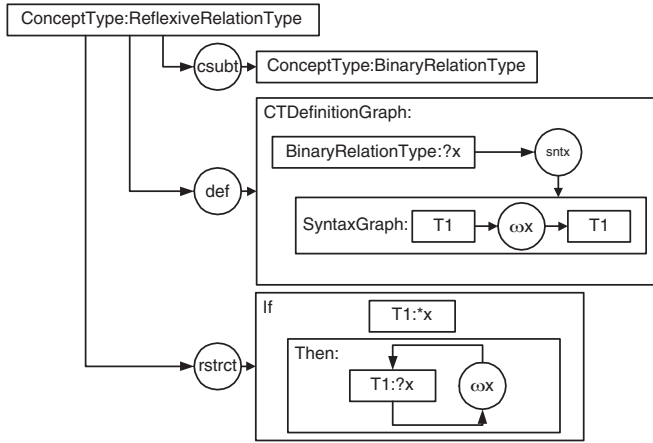 ConceptType:ReflexiveRelationType
csubt
ConceptType:BinaryRelationType
CTDefinitionGraph:
BinaryRelationType:?x
sntx
def
SyntaxGraph:
T1
ωx
T1
If
T1:*x
Then:
rstrct
T1:?x
ωx